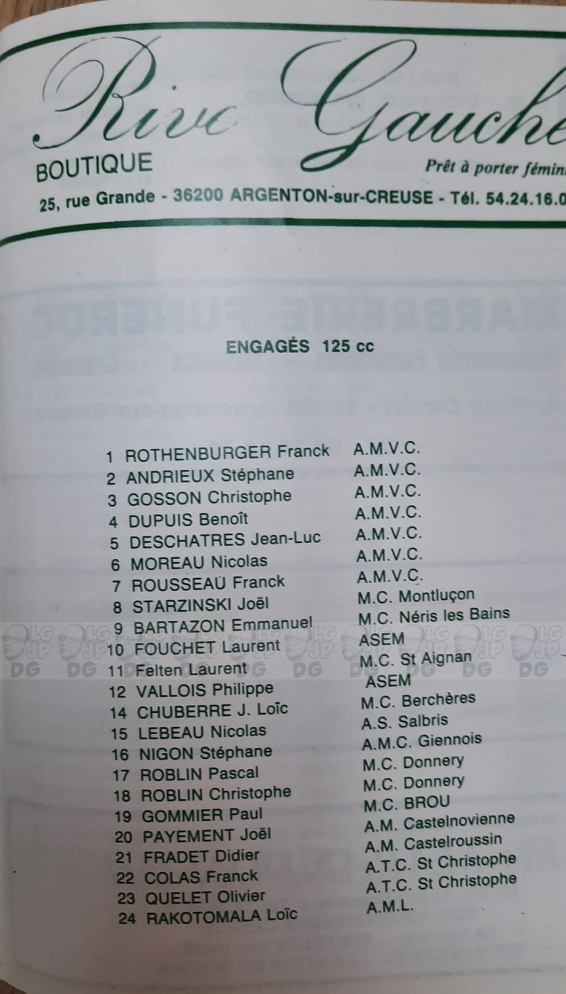 Rive Gauche
BOUTIQUE
Prêt à porter fémin
25, rue Grande - 36200 ARGENTON-sur-CREUSE - Tél. 54.24.16.0
ENGAGÉS 125 cc
1 ROTHENBURGER Franck A.M.V.C.
2 ANDRIEUX Stéphane A.M.V.C.
3 GOSSON Christophe A.M.V.C.
4 DUPUIS Benoît A.M.V.C.
5 DESCHATRES Jean-Luc A.M.V.C.
6 MOREAU Nicolas A.M.V.C.
7 ROUSSEAU Franck A.M.V.C.
8 STARZINSKI Joël M.C. Montluçon
9 BARTAZON Emmanuel M.C. Néris les Bains
10 FOUCHET Laurent ASEM
11 Felten Laurent M.C. St Aignan
12 VALLOIS Philippe ASEM
14 CHUBERRE J. Loïc M.C. Berchères
15 LEBEAU Nicolas A.S. Salbris
16 NIGON Stéphane A.M.C. Giennois
17 ROBLIN Pascal M.C. Donnery
18 ROBLIN Christophe M.C. Donnery
19 GOMMIER Paul M.C. BROU
20 PAYEMENT Joël A.M. Castelnovienne
21 FRADET Didier A.M. Castelroussin
22 COLAS Franck A.T.C. St Christophe
23 QUELET Olivier A.T.C. St Christophe
24 RAKOTOMALA Loïc A.M.L.